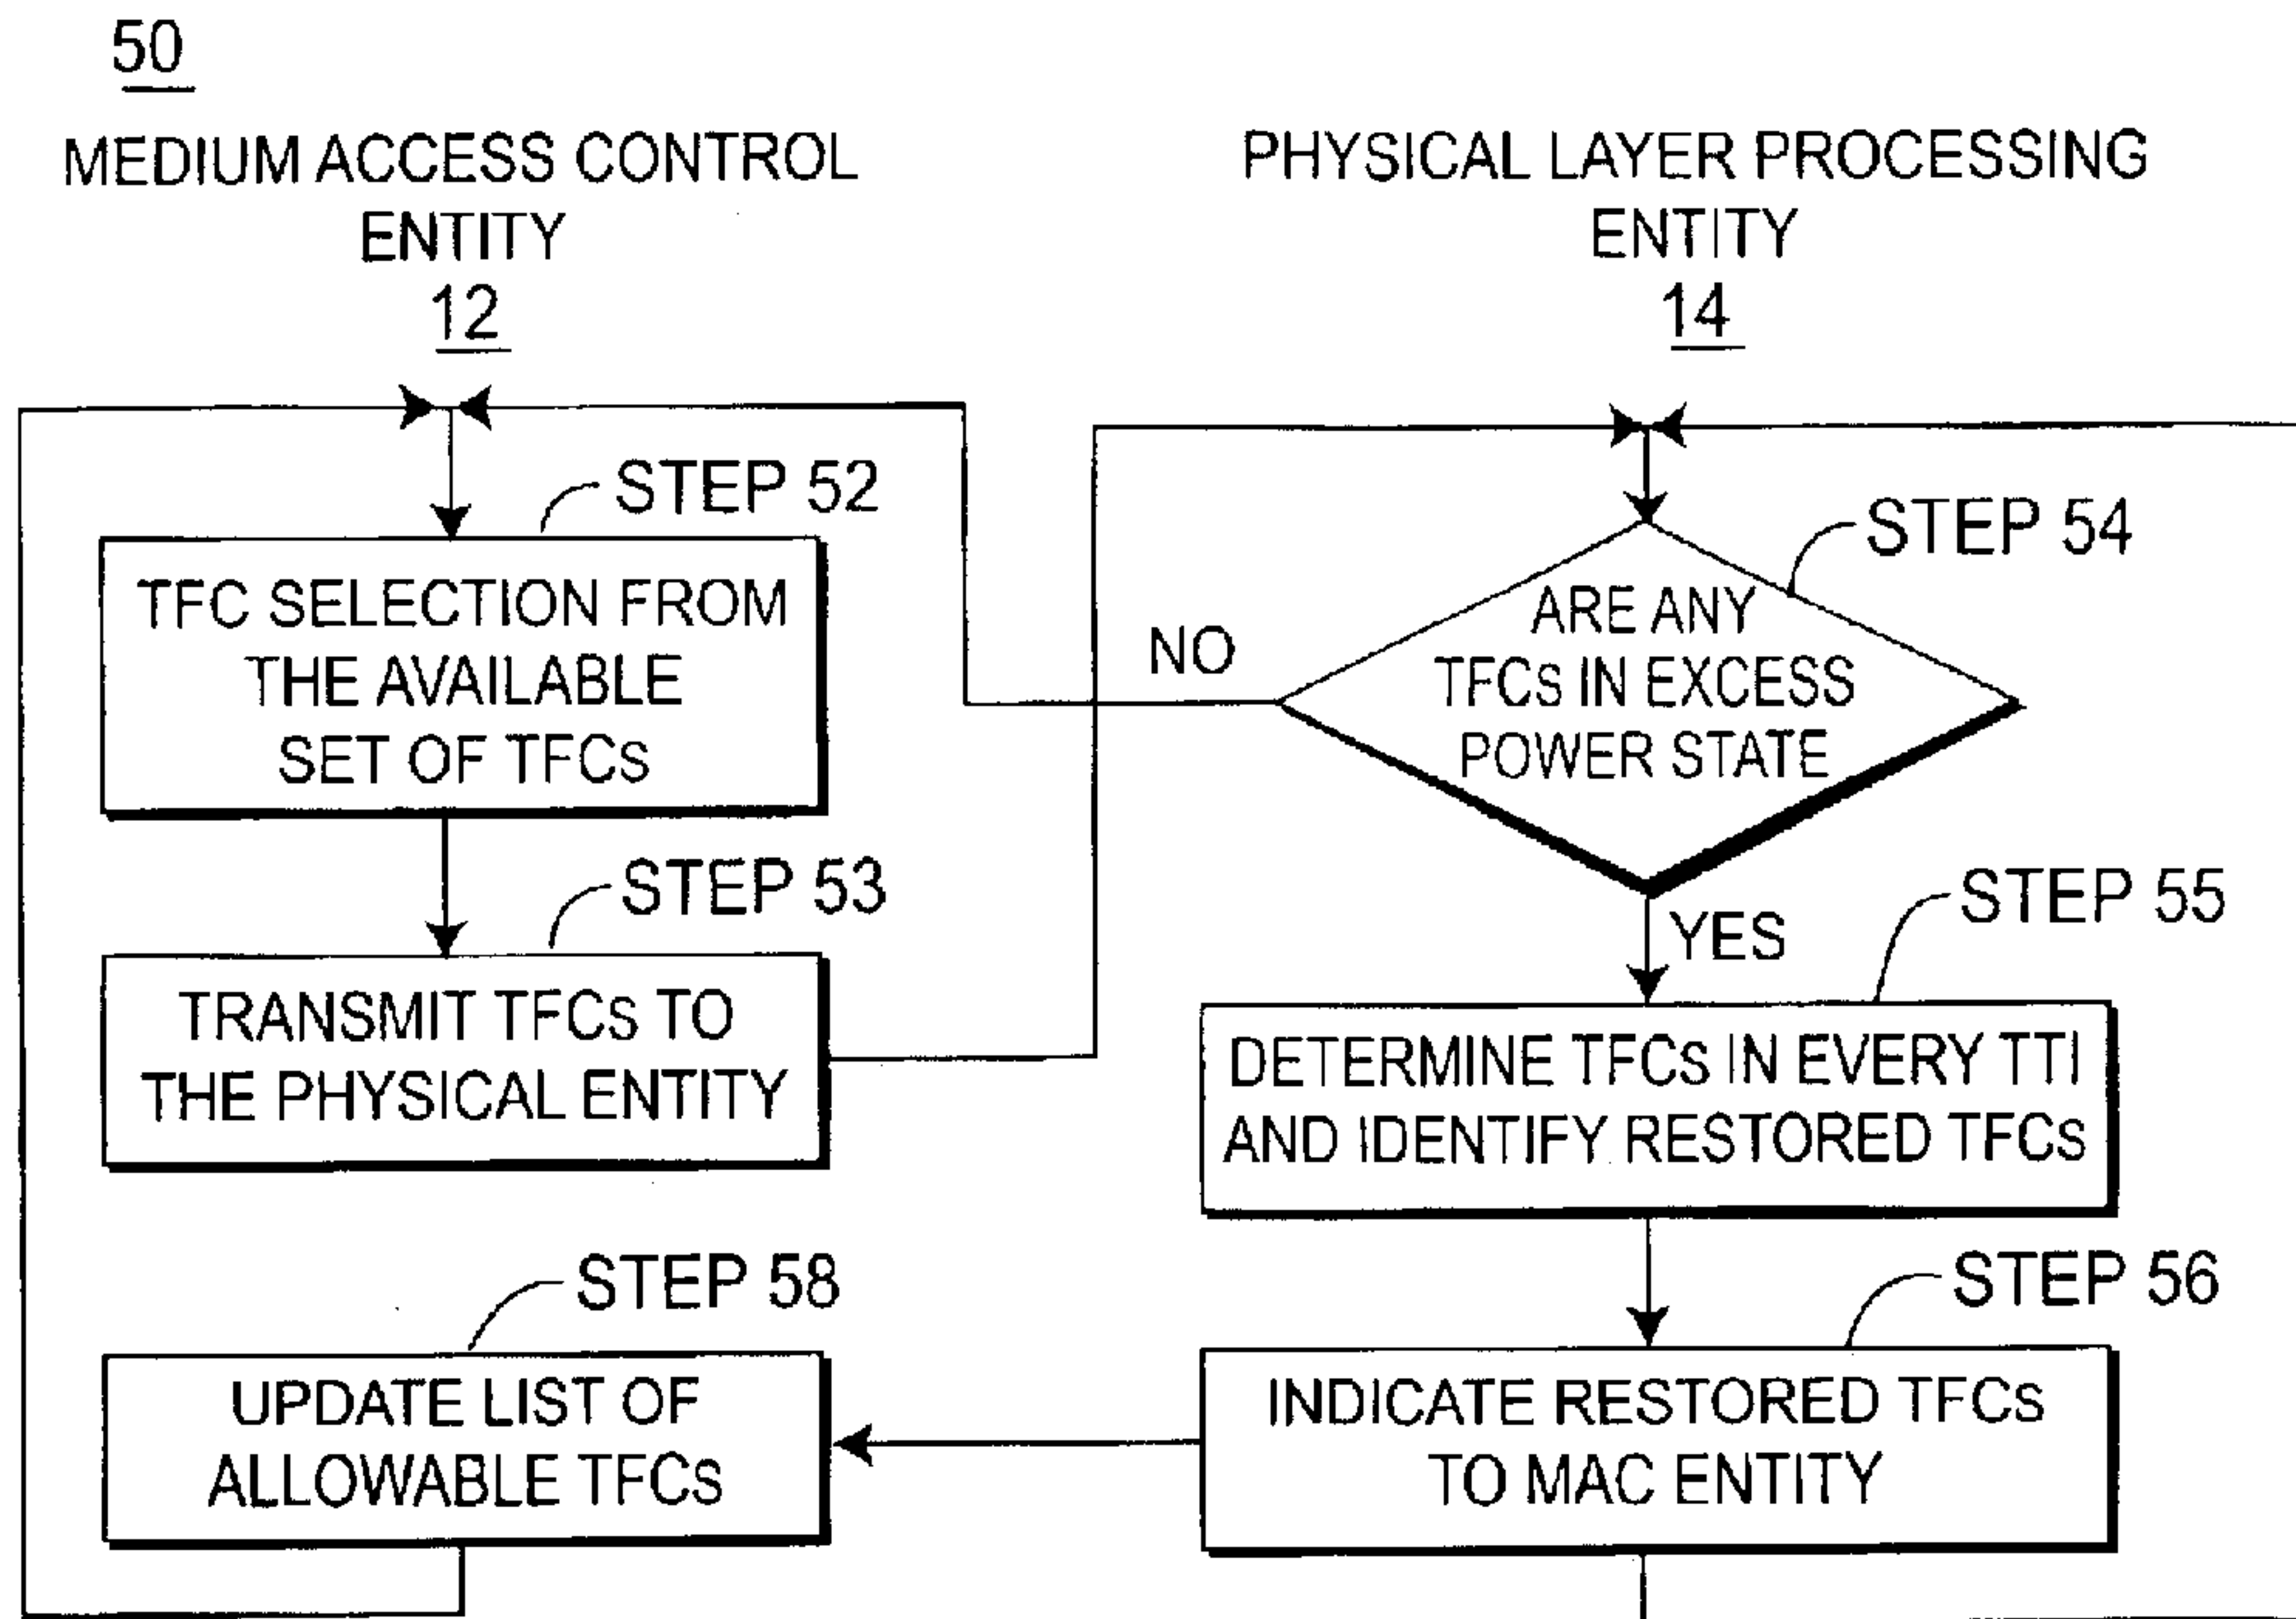 50
MEDIUM ACCESS CONTROL
ENTITY
12
PHYSICAL LAYER PROCESSING
ENTITY
14
STEP 52
TFC SELECTION FROM
THE AVAILABLE
SET OF TFCs
STEP 53
TRANSMIT TFCs TO
THE PHYSICAL ENTITY
STEP 54
ARE ANY
TFCs IN EXCESS
POWER STATE
NO
YES
STEP 55
DETERMINE TFCs IN EVERY TTI
AND IDENTIFY RESTORED TFCs
STEP 56
INDICATE RESTORED TFCs
TO MAC ENTITY
STEP 58
UPDATE LIST OF
ALLOWABLE TFCs